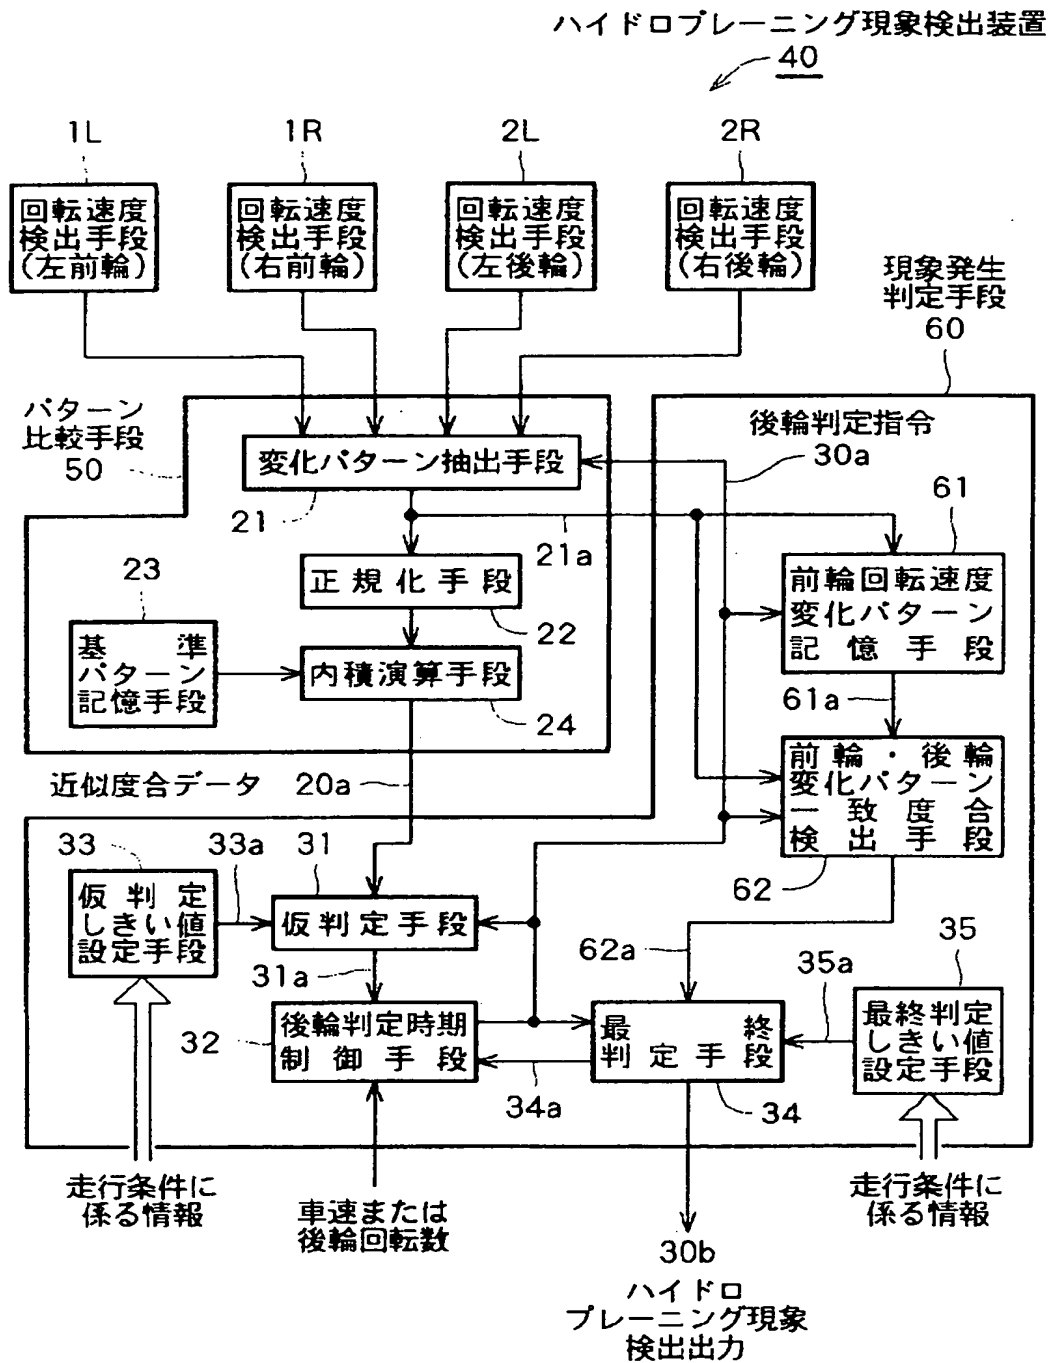 ハイドロプレーニング現象検出装置
40
1L
1R
2L
2R
回転速度
検出手段
(左前輪)
回転速度
検出手段
(右前輪)
回転速度
検出手段
(左後輪)
回転速度
検出手段
(右後輪)
現象発生
判定手段
60
パターン
比較手段
50
後輪判定指令
30a
変化パターン抽出手段
21
21a
61
正規化手段
22
前輪回転速度
変化パターン
記憶手段
23
基準
パターン
記憶手段
内積演算手段
24
61a
前輪・後輪
変化パターン
一致度合
検出手段
62
近似度合データ
20a
33
33a
31
仮判定
しきい値
設定手段
仮判定手段
31a
62a
35
35a
32
後輪判定時期
制御手段
最終
判定手段
最終判定
しきい値
設定手段
34a
34
走行条件に
係る情報
車速または
後輪回転数
走行条件に
係る情報
30b
ハイドロ
プレーニング現象
検出出力